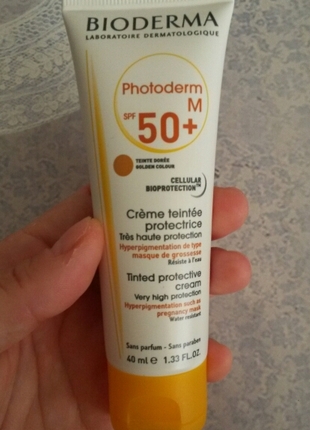 BIODERMA
LABORATOIRE DERMATOLOGIQUE
Photoderm
M
SPF 50+
TEINTE DORÉE
GOLDEN COLOUR
CELLULAR
BIOPROTECTION™
Crème teintée
protectrice
Très haute protection
Hyperpigmentation de type
masque de grossesse
Résiste à l'eau
Tinted protective
cream
Very high protection
Hyperpigmentation such as
pregnancy mask
Water resistant
Sans parfum - Sans paraben
40 ml ℮ 1,33 FL.OZ.